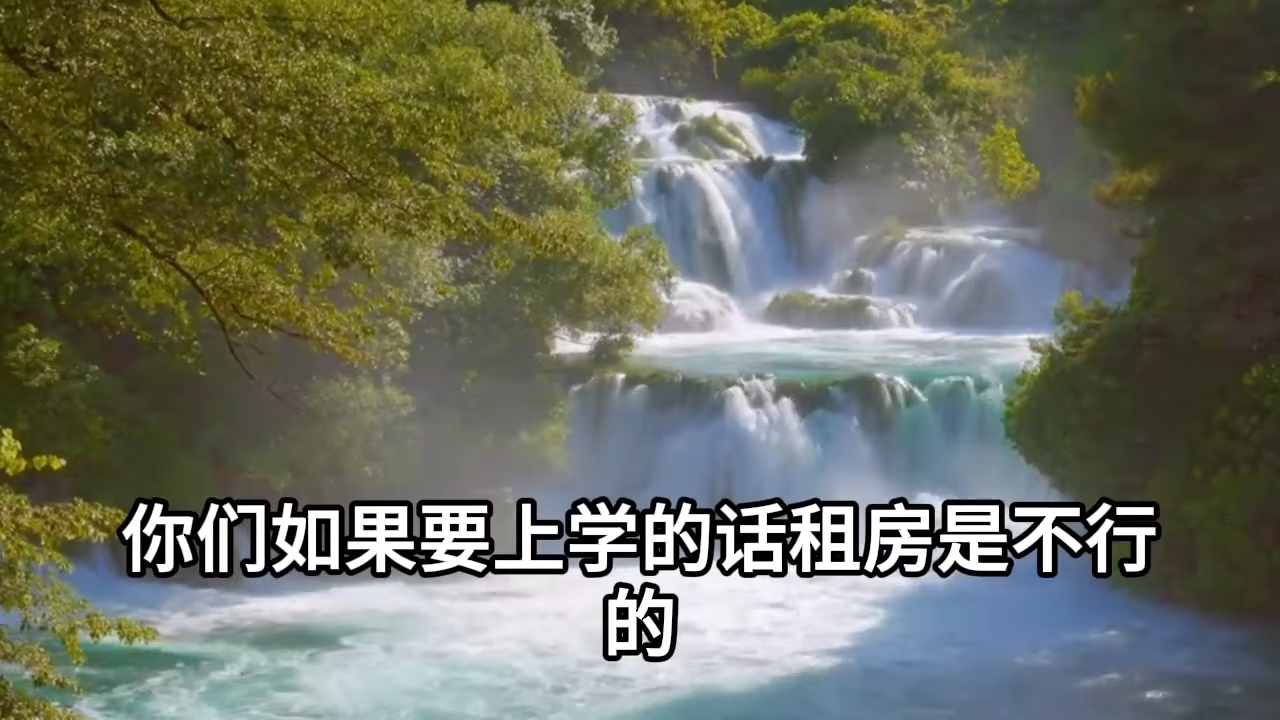 你们如果要上学的话租房是不行
的